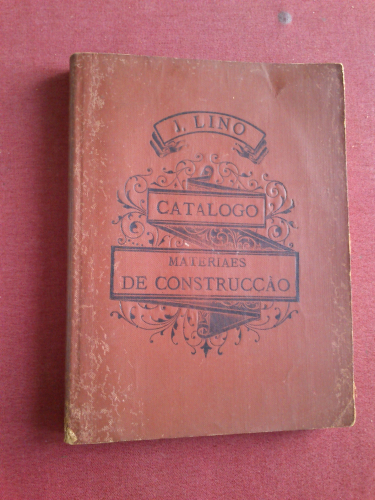 J. LINO
CATALOGO
MATERIAES
DE CONSTRUCCÃO